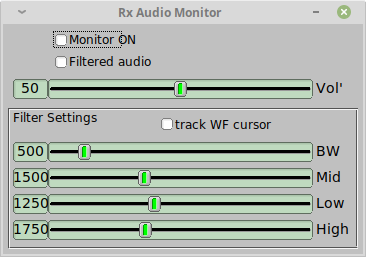 Rx Audio Monitor
Monitor ON
Filtered audio
50 Vol'
Filter Settings
track WF cursor
500 BW
1500 Mid
1250 Low
1750 High